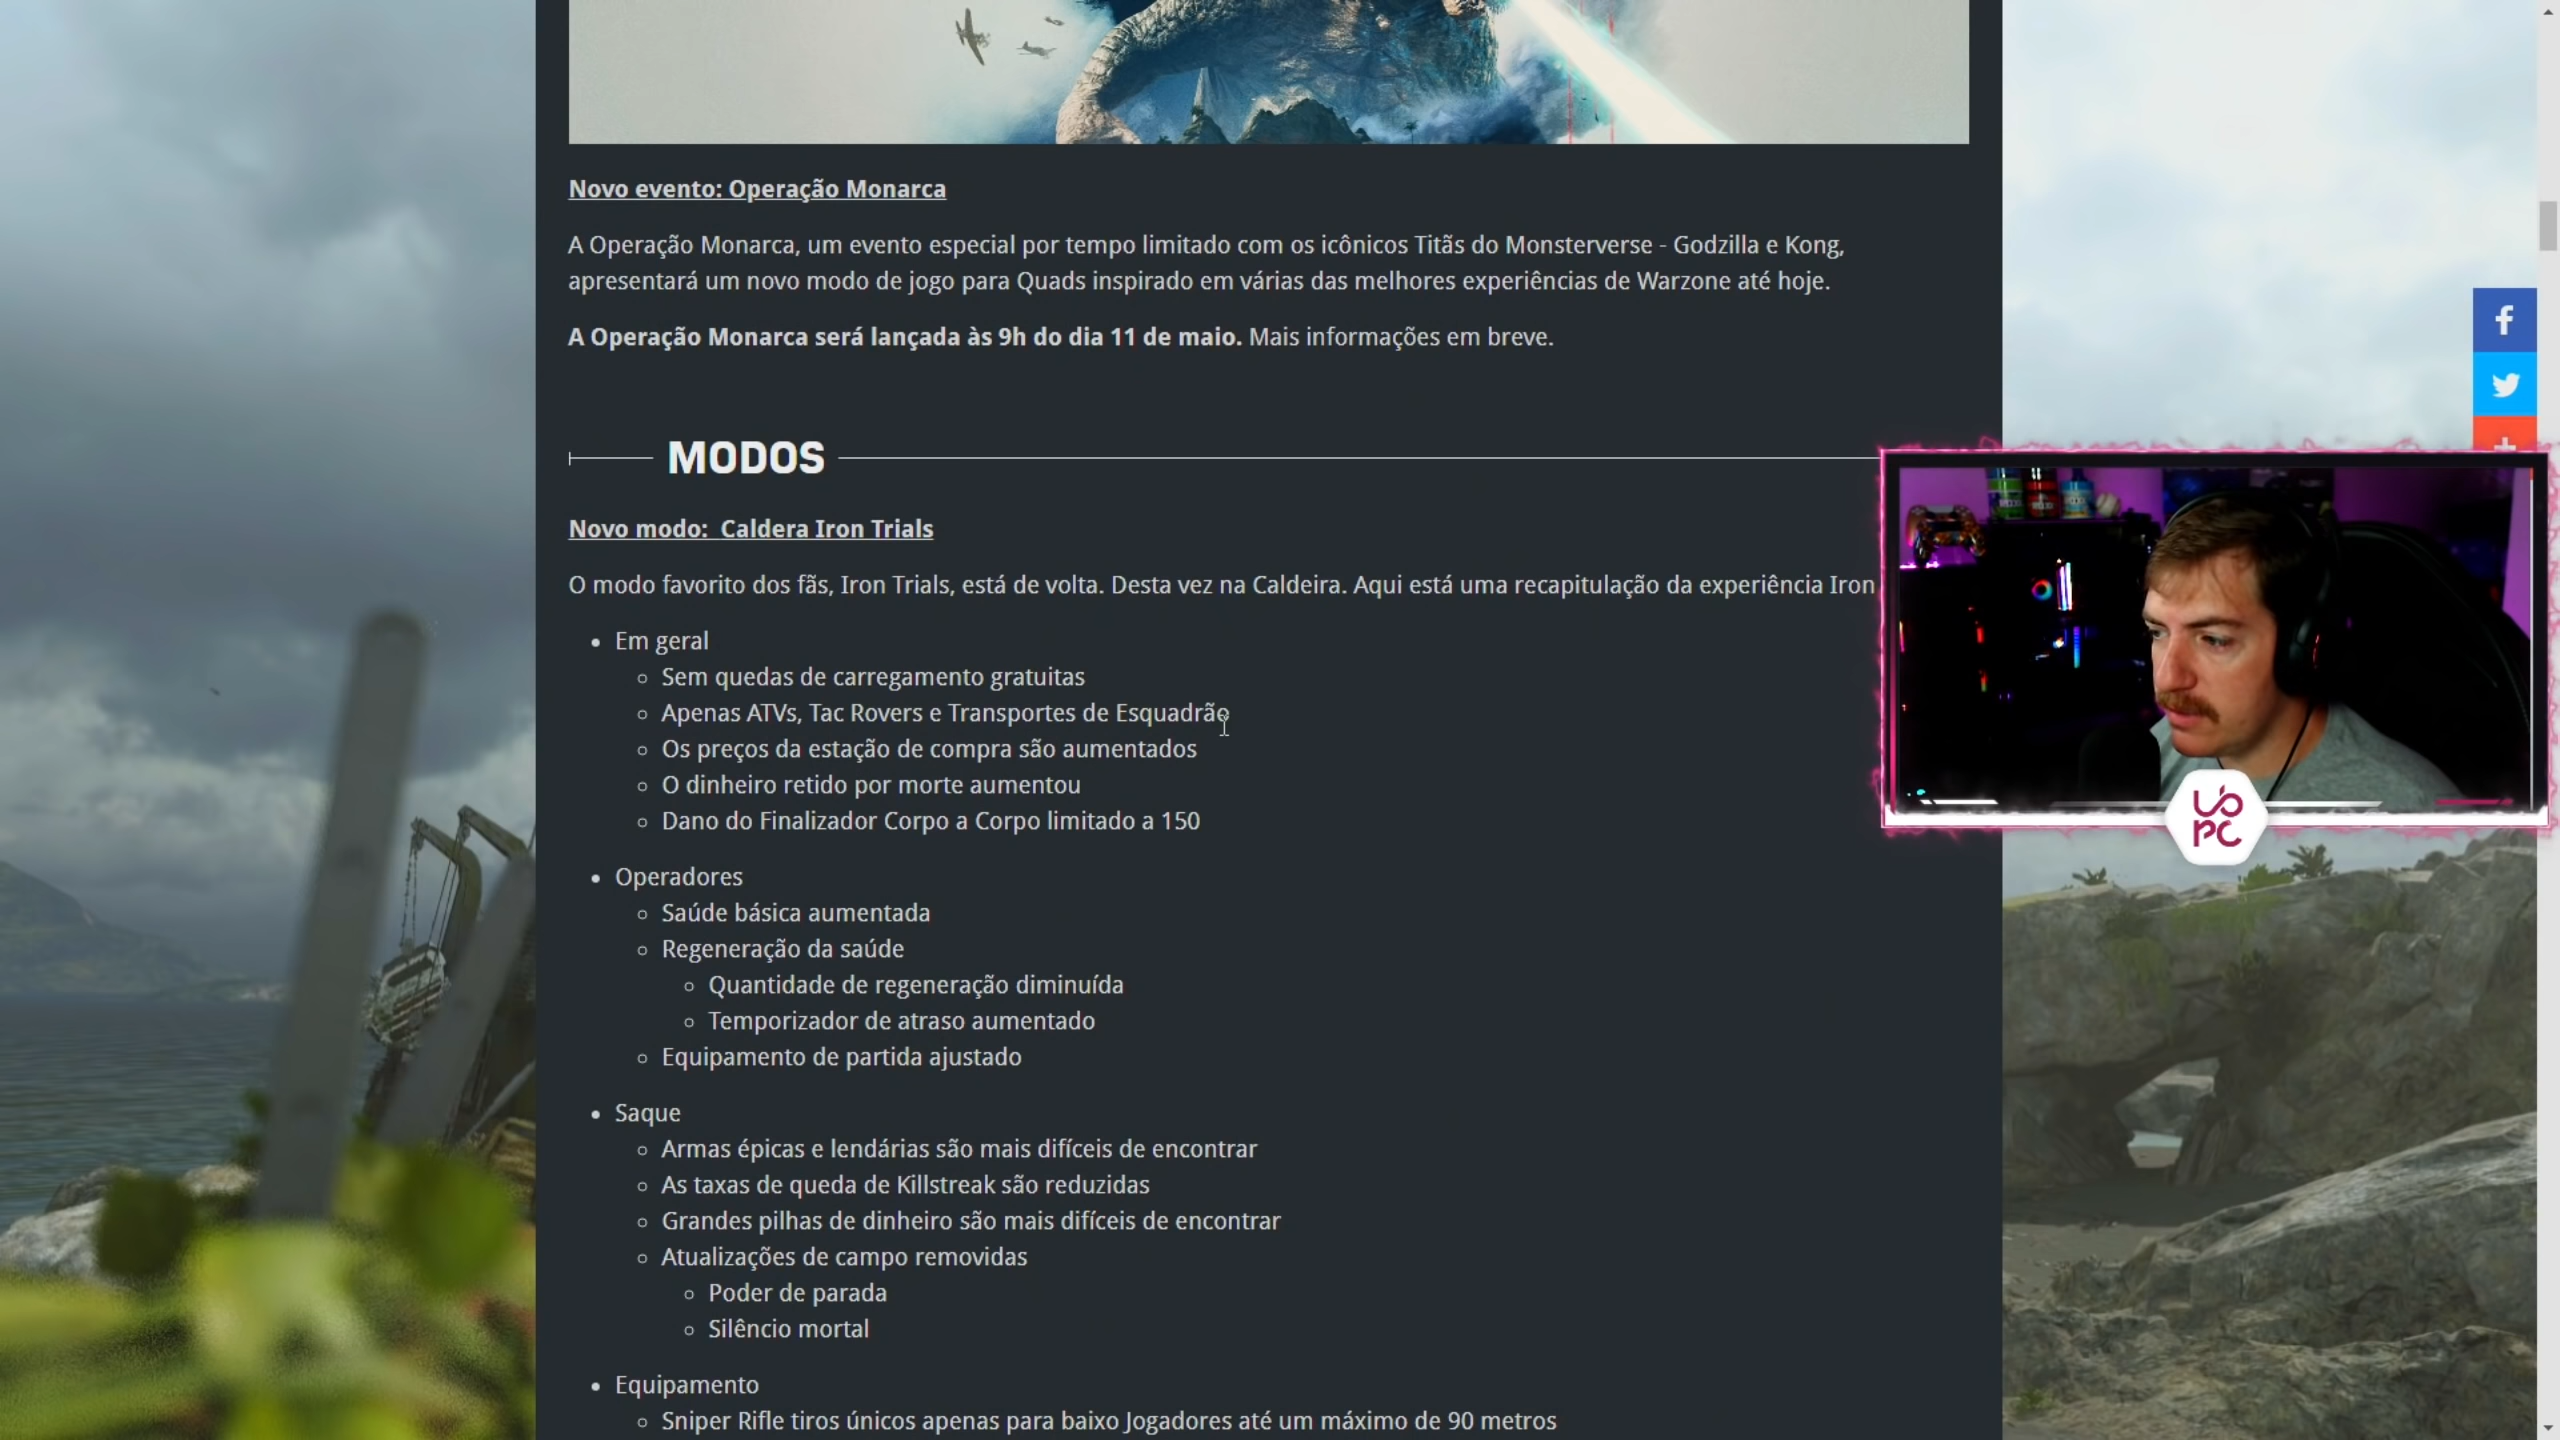 Novo evento: Operação Monarca
A Operação Monarca, um evento especial por tempo limitado com os icônicos Titãs do Monsterverse - Godzilla e Kong,
apresentará um novo modo de jogo para Quads inspirado em várias das melhores experiências de Warzone até hoje.
A Operação Monarca será lançada às 9h do dia 11 de maio. Mais informações em breve.
MODOS
Novo modo: Caldera Iron Trials
O modo favorito dos fãs, Iron Trials, está de volta. Desta vez na Caldeira. Aqui está uma recapitulação da experiência Iron
Em geral
Sem quedas de carregamento gratuitas
Apenas ATVs, Tac Rovers e Transportes de Esquadrão
Os preços da estação de compra são aumentados
O dinheiro retido por morte aumentou
Dano do Finalizador Corpo a Corpo limitado a 150
Operadores
Saúde básica aumentada
Regeneração da saúde
Quantidade de regeneração diminuída
Temporizador de atraso aumentado
Equipamento de partida ajustado
Saque
Armas épicas e lendárias são mais difíceis de encontrar
As taxas de queda de Killstreak são reduzidas
Grandes pilhas de dinheiro são mais difíceis de encontrar
Atualizações de campo removidas
Poder de parada
Silêncio mortal
Equipamento
Sniper Rifle tiros únicos apenas para baixo Jogadores até um máximo de 90 metros